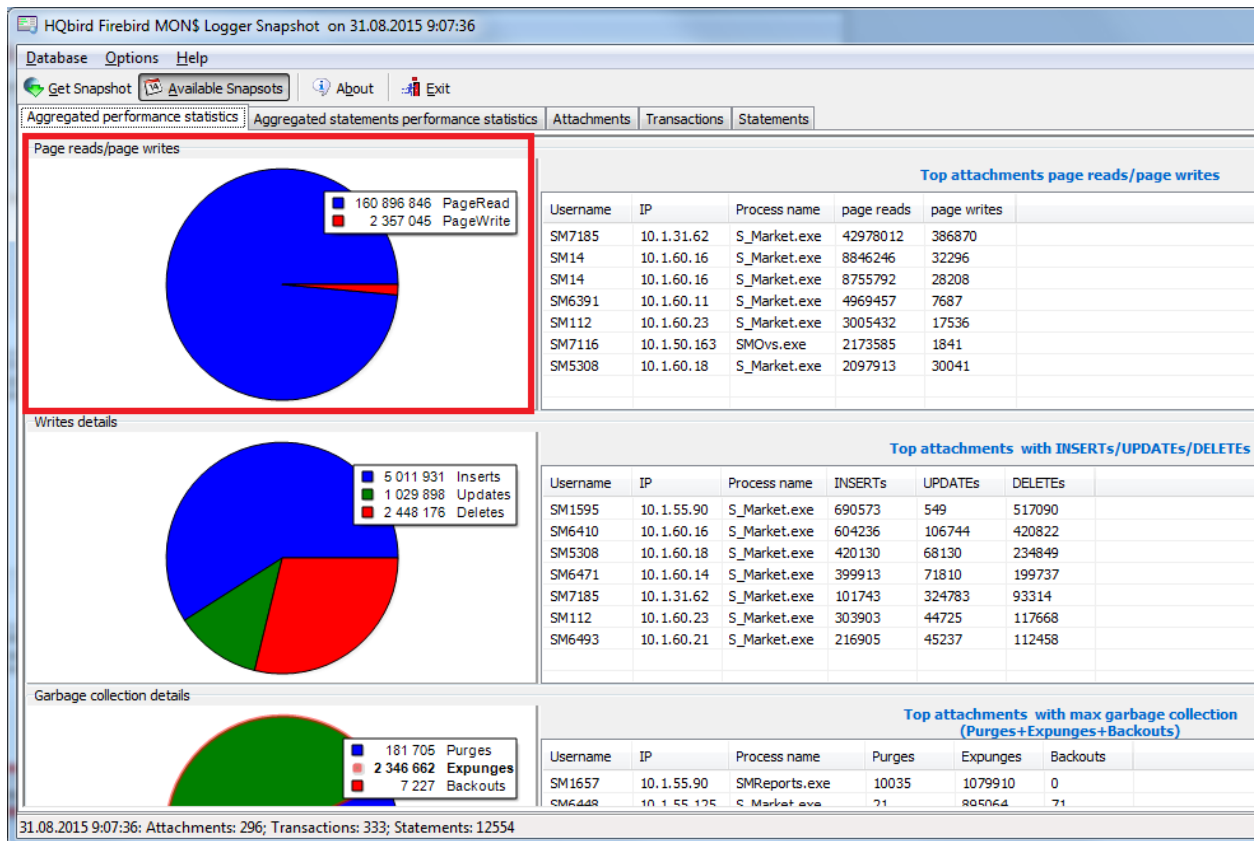 HQbird Firebird MON$ Logger Snapshot on 31.08.2015 9:07:36
Database Options Help
Get Snapshot Available Snapsots About Exit
Aggregated performance statistics Aggregated statements performance statistics Attachments Transactions Statements
Page reads/page writes
160 896 846 PageRead
2 357 045 PageWrite
Top attachments page reads/page writes
Username IP Process name page reads page writes
SM7185 10.1.31.62 S_Market.exe 42978012 386870
SM14 10.1.60.16 S_Market.exe 8846246 32296
SM14 10.1.60.16 S_Market.exe 8755792 28208
SM6391 10.1.60.11 S_Market.exe 4969457 7687
SM112 10.1.60.23 S_Market.exe 3005432 17536
SM7116 10.1.50.163 SMOvs.exe 2173585 1841
SM5308 10.1.60.18 S_Market.exe 2097913 30041
Writes details
5 011 931 Inserts
1 029 898 Updates
2 448 176 Deletes
Top attachments with INSERTs/UPDATEs/DELETEs
Username IP Process name INSERTs UPDATEs DELETEs
SM1595 10.1.55.90 S_Market.exe 690573 549 517090
SM6410 10.1.60.16 S_Market.exe 604236 106744 420822
SM5308 10.1.60.18 S_Market.exe 420130 68130 234849
SM6471 10.1.60.14 S_Market.exe 399913 71810 199737
SM7185 10.1.31.62 S_Market.exe 101743 324783 93314
SM112 10.1.60.23 S_Market.exe 303903 44725 117668
SM6493 10.1.60.21 S_Market.exe 216905 45237 112458
Garbage collection details
181 705 Purges
2 346 662 Expunges
7 227 Backouts
Top attachments with max garbage collection
(Purges+Expunges+Backouts)
Username IP Process name Purges Expunges Backouts
SM1657 10.1.55.90 SMReports.exe 10035 1079910 0
SM6448 10.1.55.125 S_Market.exe 21 895064 71
31.08.2015 9:07:36: Attachments: 296; Transactions: 333; Statements: 12554